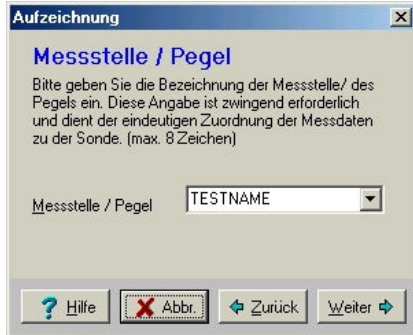 Aufzeichnung
Messstelle / Pegel
Bitte geben Sie die Bezeichnung der Messstelle/ des
Pegels ein. Diese Angabe ist zwingend erforderlich
und dient der eindeutigen Zuordnung der Messdaten
zu der Sonde. (max. 8 Zeichen)
Messstelle / Pegel TESTNAME
Hilfe Abbr. Zurück Weiter